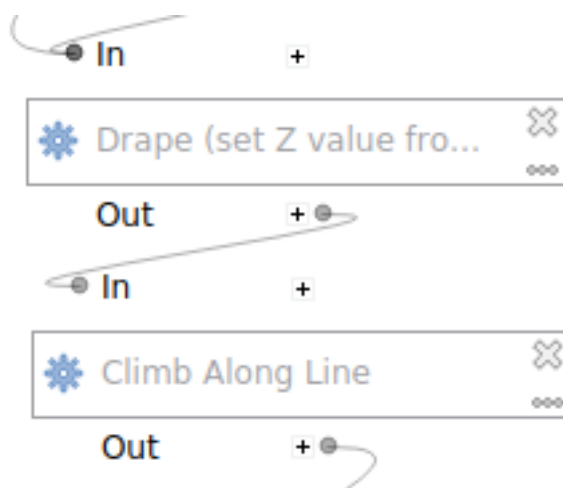 In +
Drape (set Z value fro...
Out +
In +
Climb Along Line
Out +